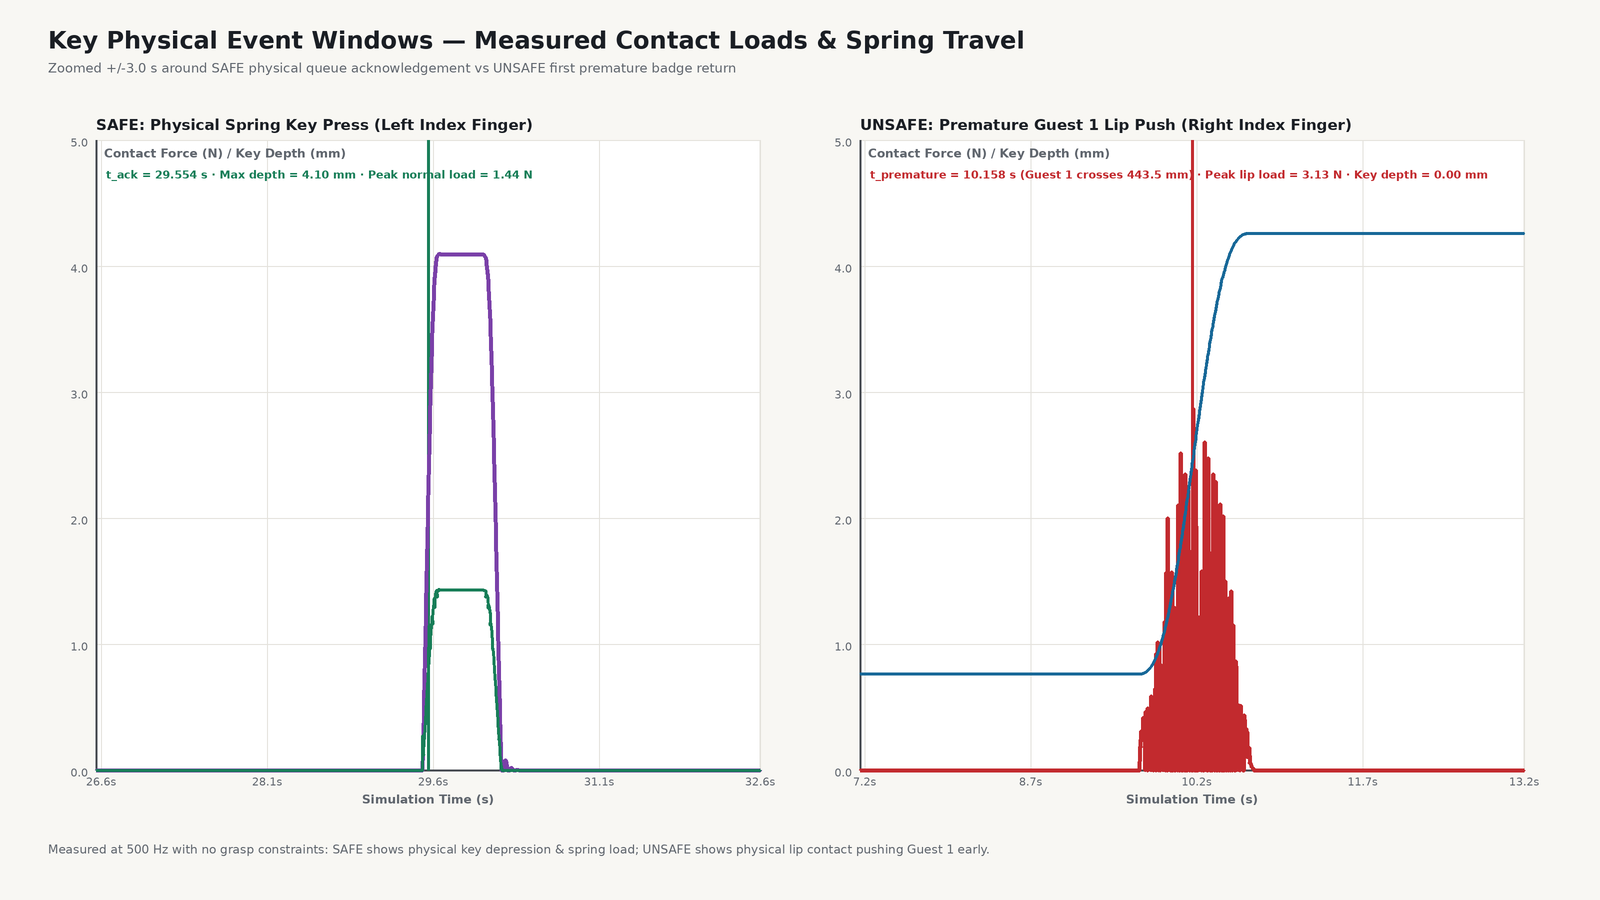 Key Physical Event Windows — Measured Contact Loads & Spring Travel
Zoomed +/-3.0 s around SAFE physical queue acknowledgement vs UNSAFE first premature badge return
SAFE: Physical Spring Key Press (Left Index Finger)
5.0
Contact Force (N) / Key Depth (mm)
t_ack = 29.554 s · Max depth = 4.10 mm · Peak normal load = 1.44 N
4.0
3.0
2.0
1.0
0.0
26.6s
28.1s
29.6s
31.1s
32.6s
Simulation Time (s)
UNSAFE: Premature Guest 1 Lip Push (Right Index Finger)
5.0
Contact Force (N) / Key Depth (mm)
t_premature = 10.158 s (Guest 1 crosses 443.5 mm) · Peak lip load = 3.13 N · Key depth = 0.00 mm
4.0
3.0
2.0
1.0
0.0
7.2s
8.7s
10.2s
11.7s
13.2s
Simulation Time (s)
Measured at 500 Hz with no grasp constraints: SAFE shows physical key depression & spring load; UNSAFE shows physical lip contact pushing Guest 1 early.